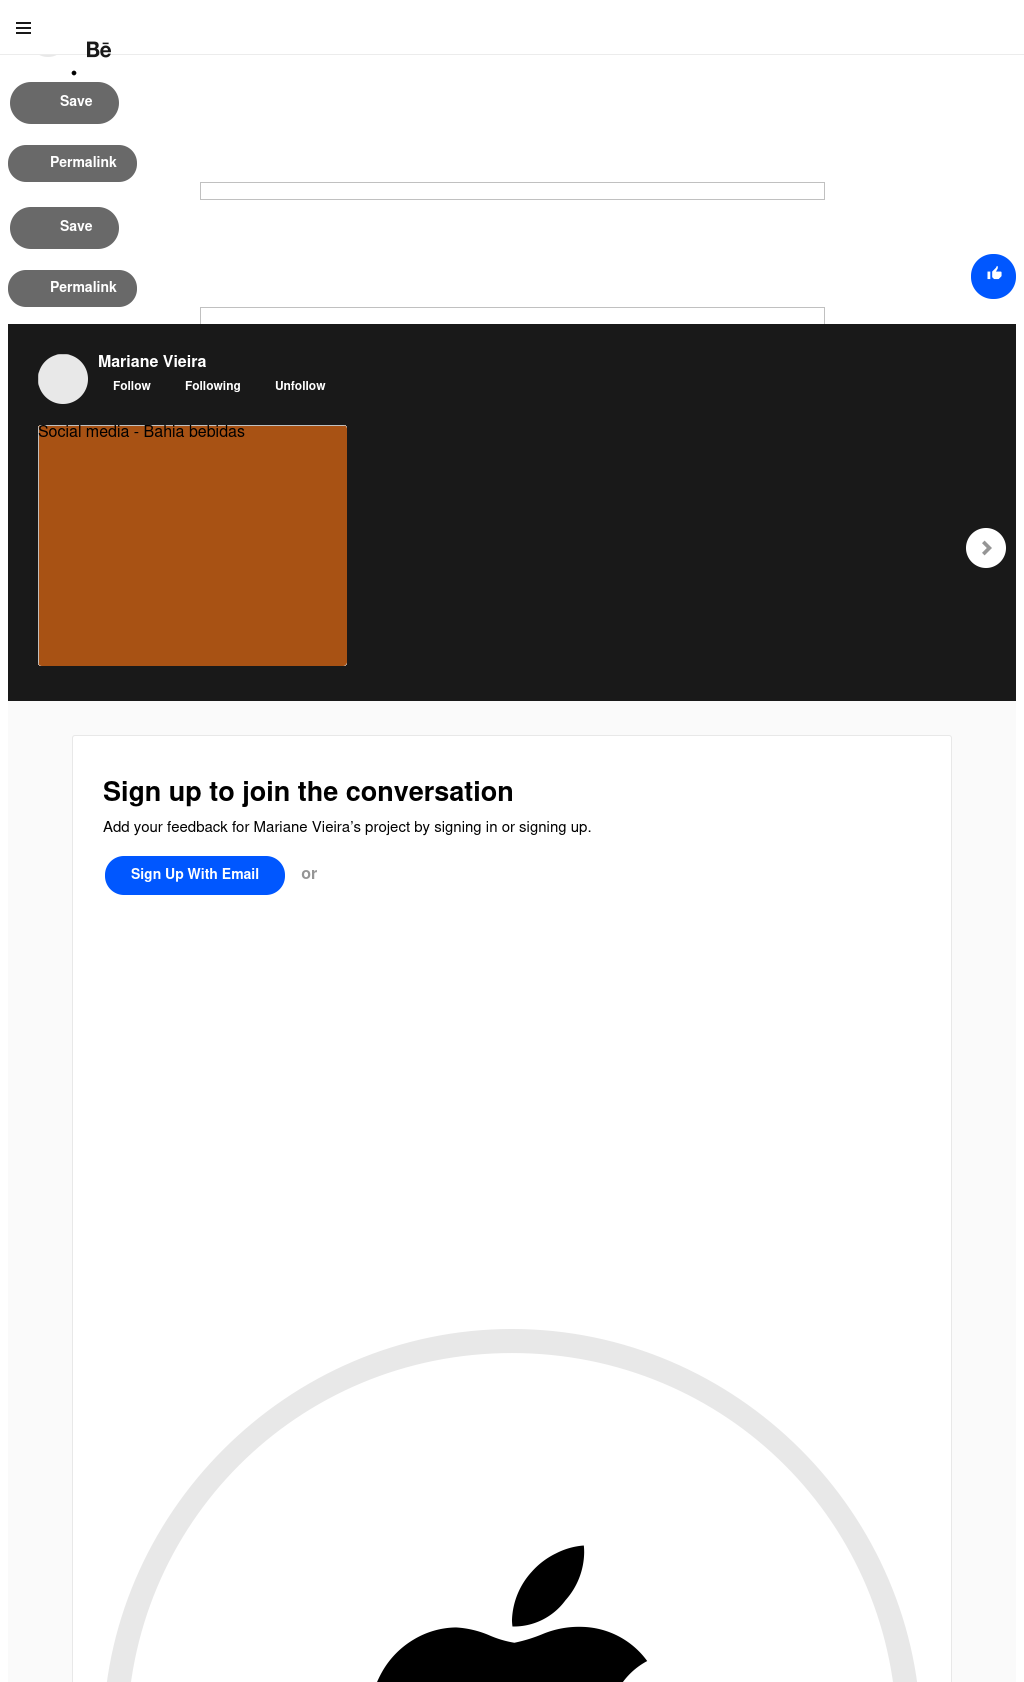 Bē
Save
Permalink
Save
Permalink
Mariane Vieira
Follow Following Unfollow
Social media - Bahia bebidas
Sign up to join the conversation
Add your feedback for Mariane Vieira’s project by signing in or signing up.
Sign Up With Email or